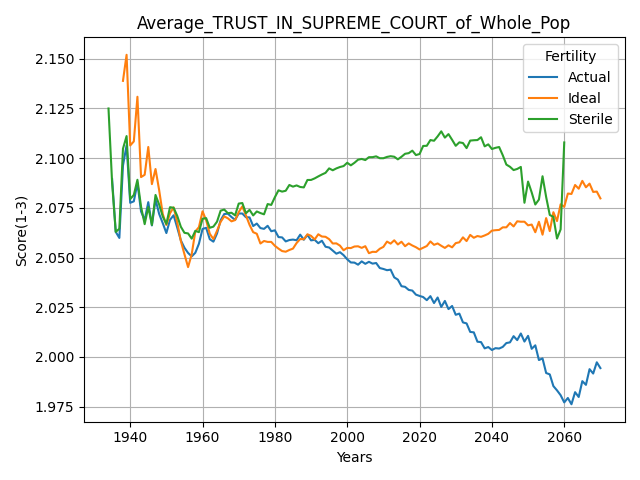 Average_TRUST_IN_SUPREME_COURT_of_Whole_Pop
Fertility
Actual
Ideal
Sterile
Score(1-3)
2.150
2.125
2.100
2.075
2.050
2.025
2.000
1.975
1940
1960
1980
2000
2020
2040
2060
Years